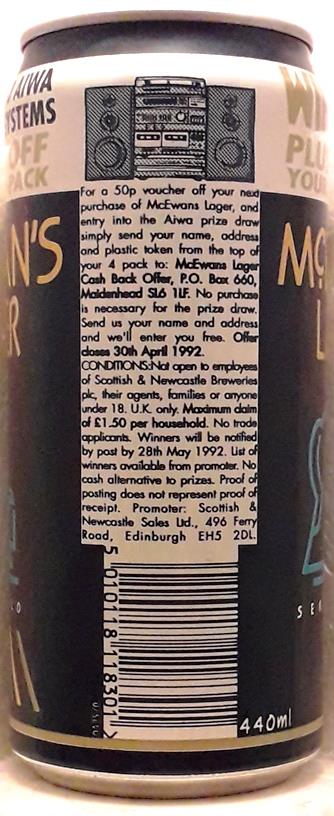 AIWA
STEMS
OFF
PACK
WI
PLU
YOU
N'S
ER
Mc
L
For a 50p voucher off your next
purchase of McEwans Lager, and
entry into the Aiwa prize draw
simply send your name, address
and plastic token from the top of
your 4 pack to: McEwans Lager
Cash Back Offer, P.O. Box 660,
Maidenhead SL6 1LF. No purchase
is necessary for the prize draw.
Send us your name and address
and we'll enter you free. Offer
closes 30th April 1992.
CONDITIONS:Not open to employees
of Scottish & Newcastle Breweries
plc, their agents, families or anyone
under 18. U.K. only. Maximum claim
of £1.50 per household. No trade
applicants. Winners will be notified
by post by 28th May 1992. List of
winners available from promoter. No
cash alternative to prizes. Proof of
posting does not represent proof of
receipt. Promoter: Scottish &
Newcastle Sales Ltd., 496 Ferry
Road, Edinburgh EH5 2DL.
5 010118 118301 >
SE
440ml